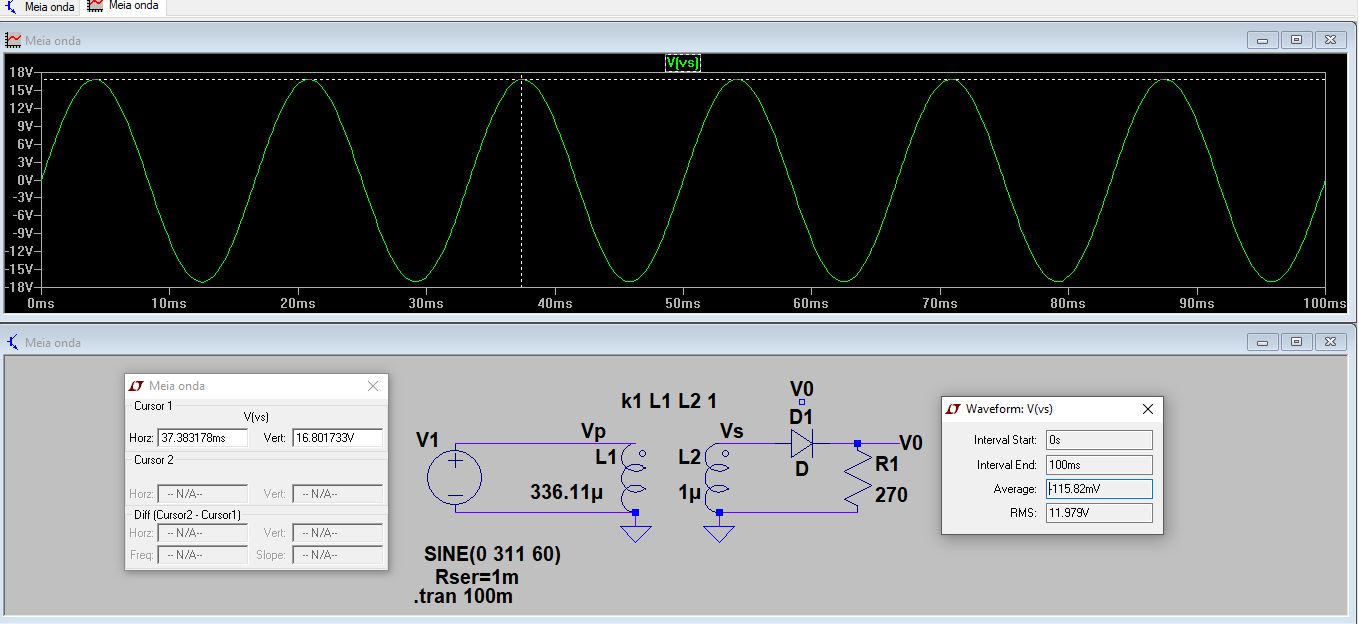 Meia onda Meia onda
Meia onda
V(vs)
18V
15V
12V
9V
6V
3V
0V
-3V
-6V
-9V
-12V
-15V
-18V
0ms 10ms 20ms 30ms 40ms 50ms 60ms 70ms 80ms 90ms 100ms
Meia onda
Meia onda
Cursor 1
V(vs)
Horz: 37.383178ms Vert: 16.801733V
Cursor 2
Horz: -- N/A-- Vert: -- N/A--
Diff (Cursor2 - Cursor1)
Horz: -- N/A-- Vert: -- N/A--
Freq: -- N/A-- Slope: -- N/A--
k1 L1 L2 1
V1
Vp
L1
336.11µ
Vs
L2
1µ
V0
D1
D
V0
R1
270
SINE(0 311 60)
Rser=1m
.tran 100m
Waveform: V(vs)
Interval Start: 0s
Interval End: 100ms
Average: -115.82mV
RMS: 11.979V